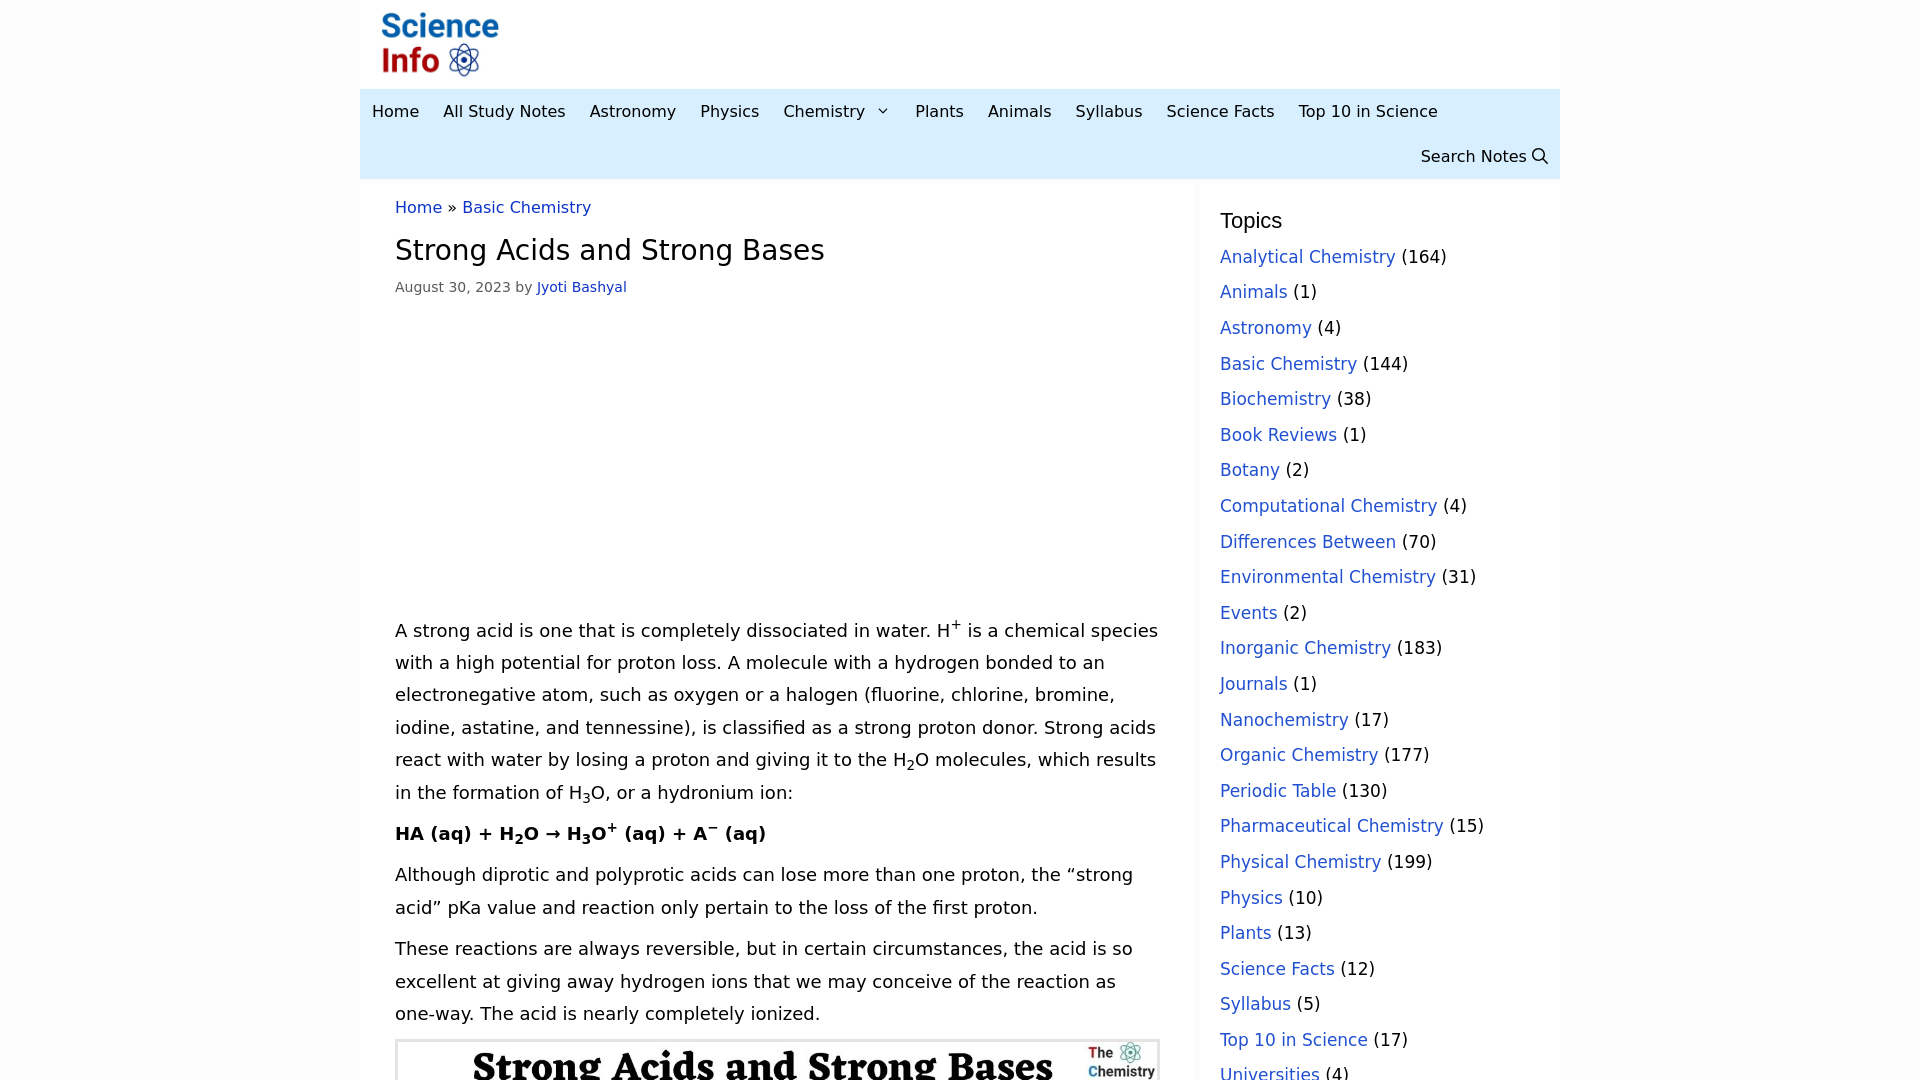 Science
Info
Home All Study Notes Astronomy Physics Chemistry Plants Animals Syllabus Science Facts Top 10 in Science
Search Notes
Home » Basic Chemistry
Strong Acids and Strong Bases
August 30, 2023 by Jyoti Bashyal
A strong acid is one that is completely dissociated in water. H⁺ is a chemical species
with a high potential for proton loss. A molecule with a hydrogen bonded to an
electronegative atom, such as oxygen or a halogen (fluorine, chlorine, bromine,
iodine, astatine, and tennessine), is classified as a strong proton donor. Strong acids
react with water by losing a proton and giving it to the H₂O molecules, which results
in the formation of H₃O, or a hydronium ion:
HA (aq) + H₂O → H₃O⁺ (aq) + A⁻ (aq)
Although diprotic and polyprotic acids can lose more than one proton, the “strong
acid” pKa value and reaction only pertain to the loss of the first proton.
These reactions are always reversible, but in certain circumstances, the acid is so
excellent at giving away hydrogen ions that we may conceive of the reaction as
one-way. The acid is nearly completely ionized.
Strong Acids and Strong Bases
The
Chemistry
Topics
Analytical Chemistry (164)
Animals (1)
Astronomy (4)
Basic Chemistry (144)
Biochemistry (38)
Book Reviews (1)
Botany (2)
Computational Chemistry (4)
Differences Between (70)
Environmental Chemistry (31)
Events (2)
Inorganic Chemistry (183)
Journals (1)
Nanochemistry (17)
Organic Chemistry (177)
Periodic Table (130)
Pharmaceutical Chemistry (15)
Physical Chemistry (199)
Physics (10)
Plants (13)
Science Facts (12)
Syllabus (5)
Top 10 in Science (17)
Universities (4)